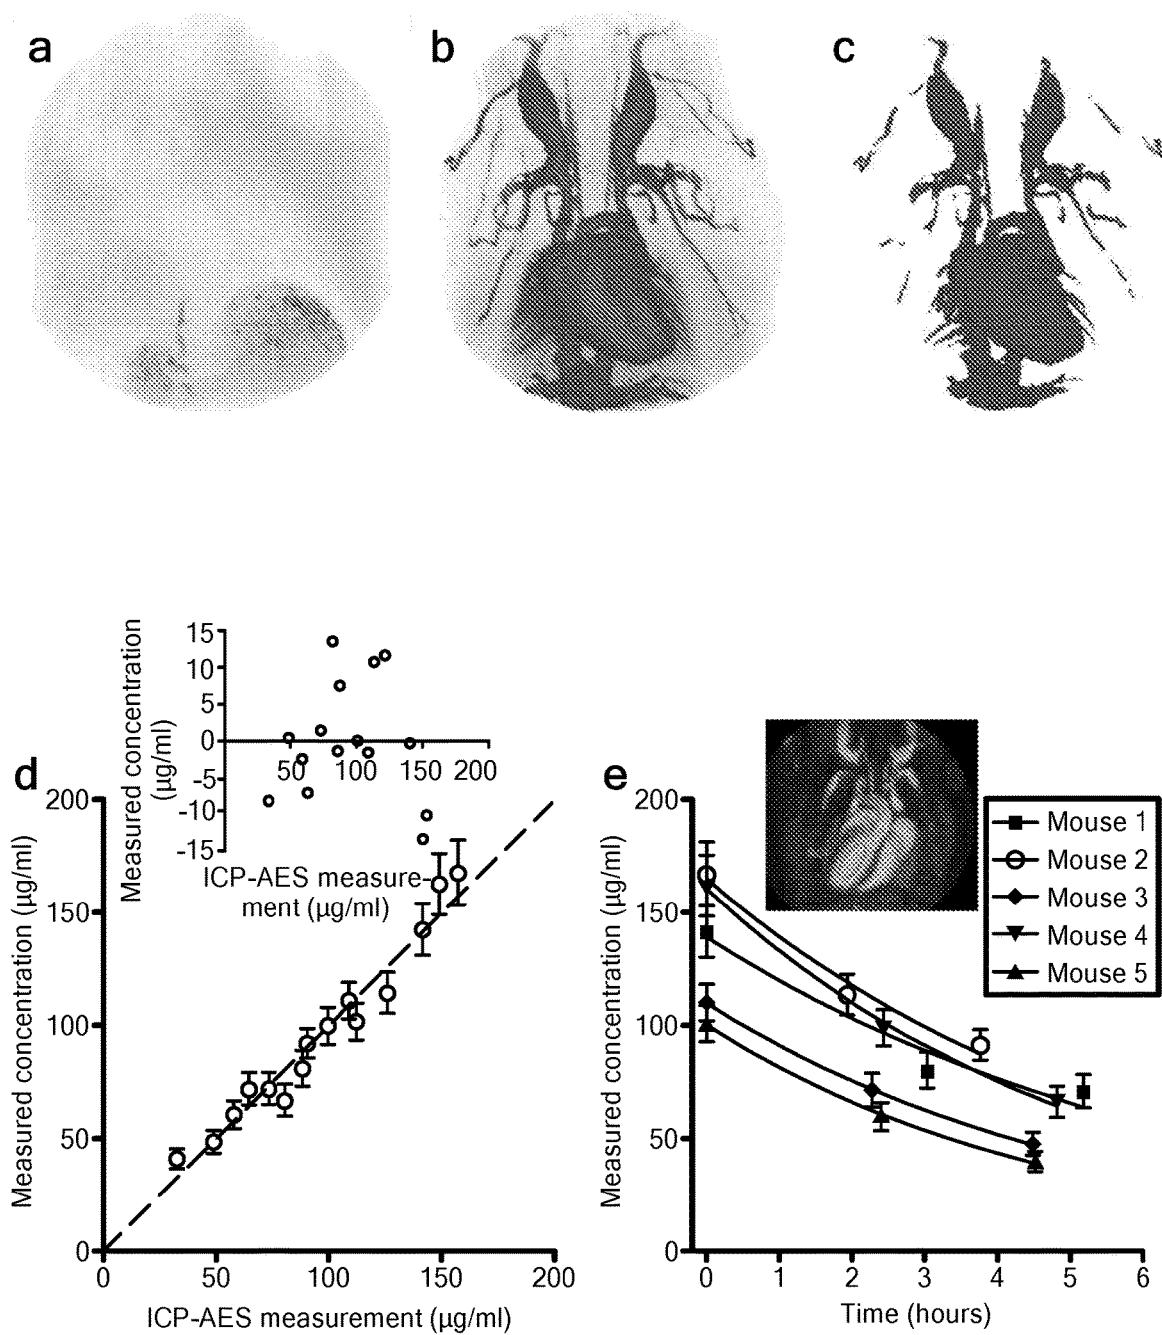 a
b
c
d
Measured concentration
(µg/ml)
15
10
5
0
-5
-10
-15
50
100
150
200
ICP-AES measure-
ment (µg/ml)
Measured concentration (µg/ml)
200
150
100
50
0
0
50
100
150
200
ICP-AES measurement (µg/ml)
e
Mouse 1
Mouse 2
Mouse 3
Mouse 4
Mouse 5
Measured concentration (µg/ml)
200
150
100
50
0
0
1
2
3
4
5
6
Time (hours)